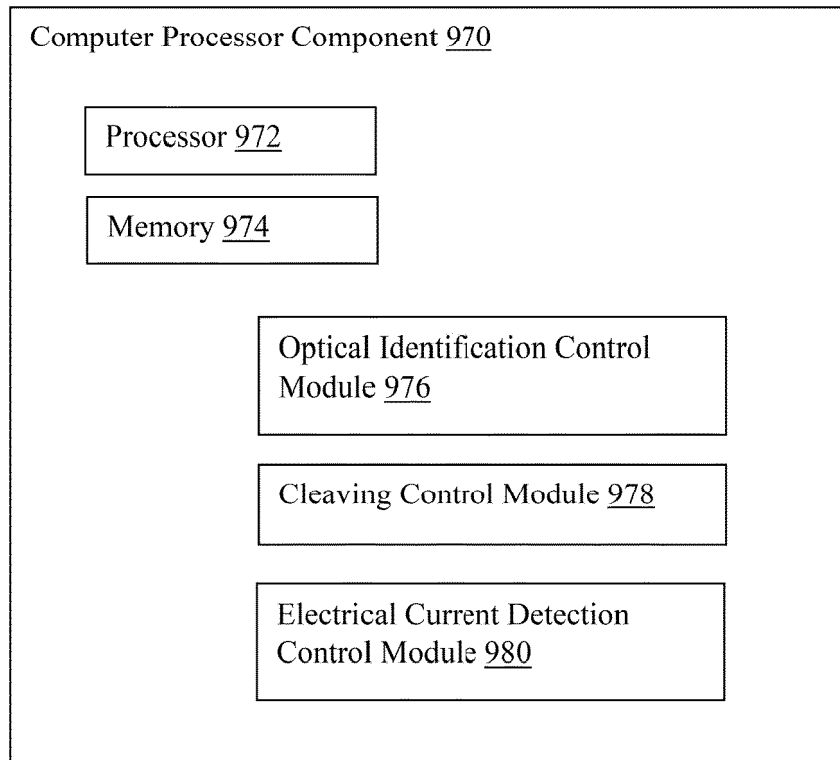 Computer Processor Component 970
Processor 972
Memory 974
Optical Identification Control
Module 976
Cleaving Control Module 978
Electrical Current Detection
Control Module 980